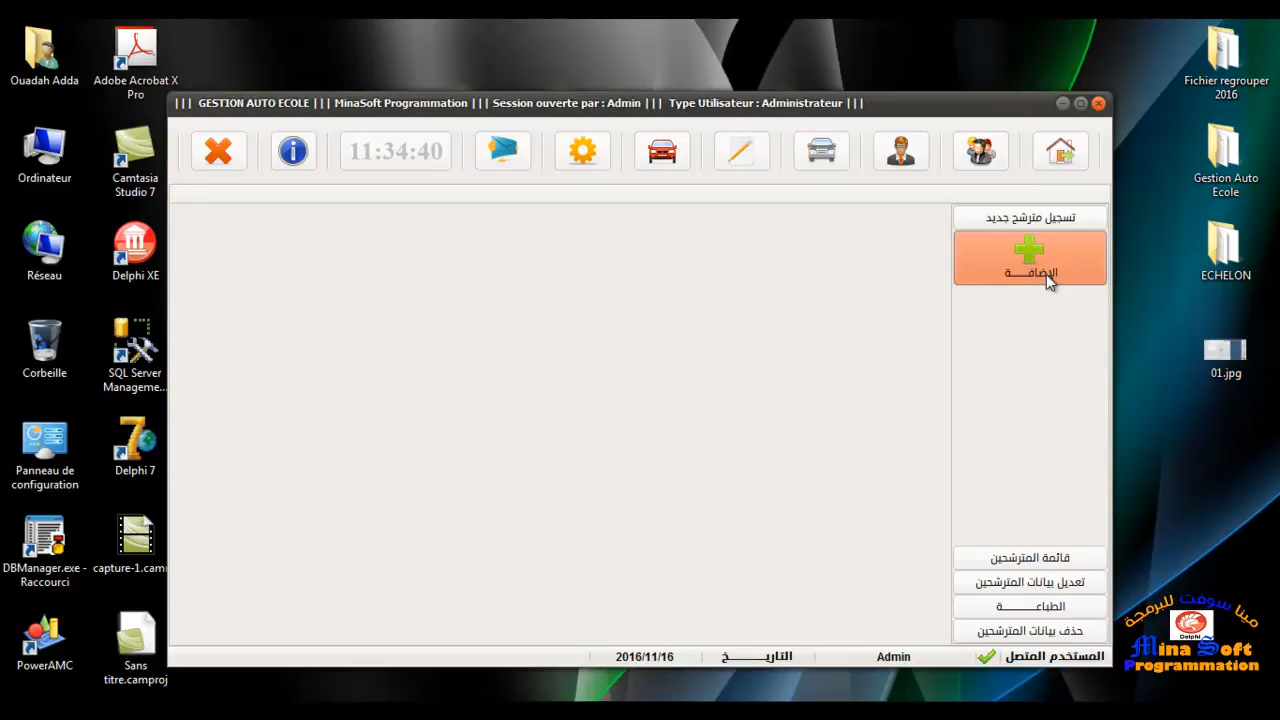 Ouadah Adda
Adobe Acrobat X
Pro
Ordinateur
Camtasia
Studio 7
Réseau
Delphi XE
Corbeille
SQL Server
Manageme...
Panneau de
configuration
Delphi 7
DBManager.exe -
Raccourci
capture-1.cam
PowerAMC
Sans
titre.camproj
| | | GESTION AUTO ECOLE | | | MinaSoft Programmation | | | Session ouverte par : Admin | | | Type Utilisateur : Administrateur | | |
11:34:40
تسجيل مترشح جديد
الإضافـــــة
قائمة المترشحين
تعديل بيانات المترشحين
الطباعـــــــــة
حذف بيانات المترشحين
المستخدم المتصل
Admin
التاريـــــــــخ
2016/11/16
Fichier regrouper
2016
Gestion Auto
Ecole
ECHELON
01.jpg
مينا سوفت للبرمجة
Delphi
Mina Soft
Programmation